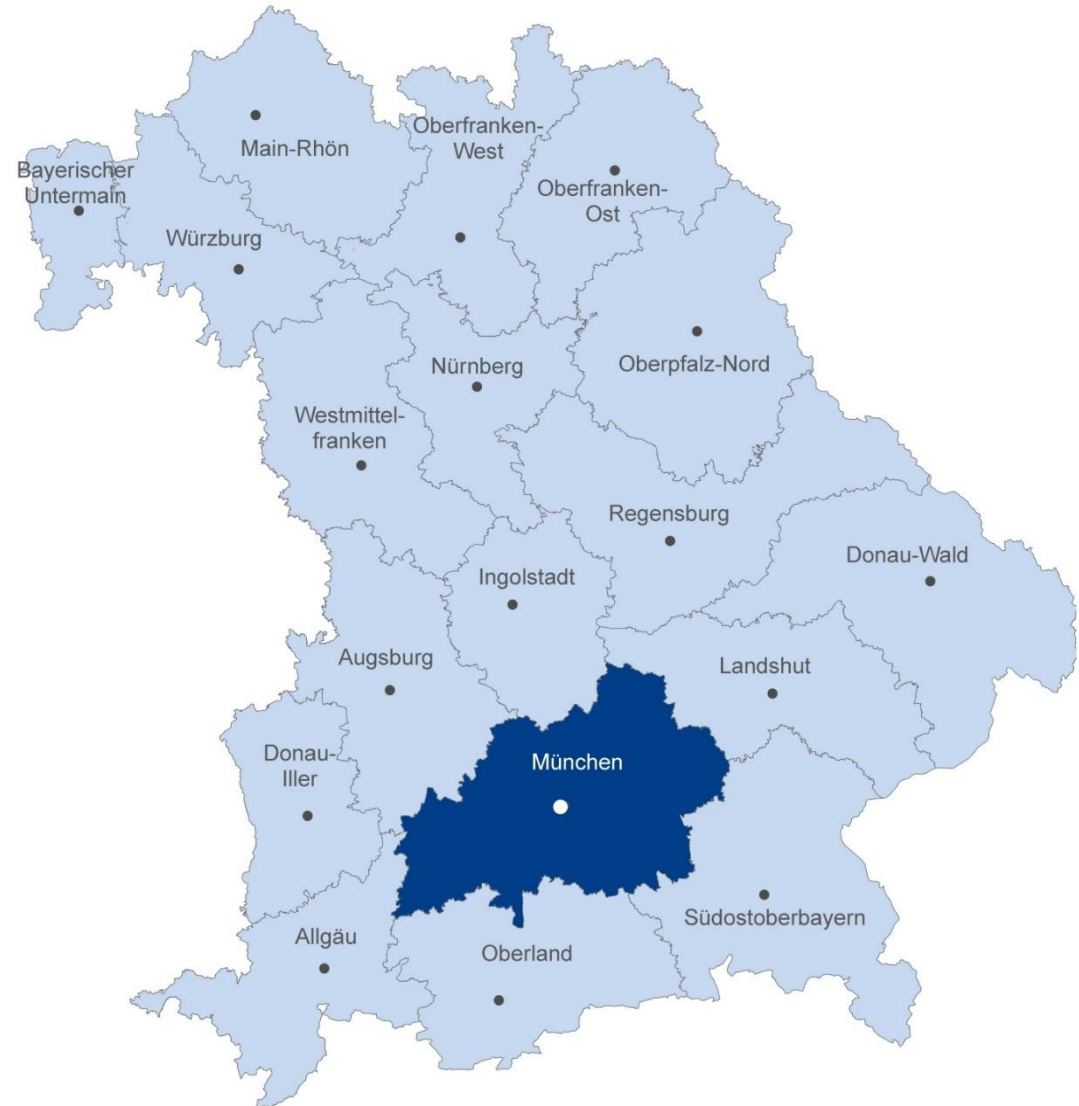 Main-Rhön
Oberfranken-
West
Bayerischer
Untermain
Oberfranken-
Ost
Würzburg
Nürnberg
Oberpfalz-Nord
Westmittel-
franken
Regensburg
Donau-Wald
Ingolstadt
Augsburg
Landshut
Donau-
Iller
München
Südostoberbayern
Allgäu
Oberland